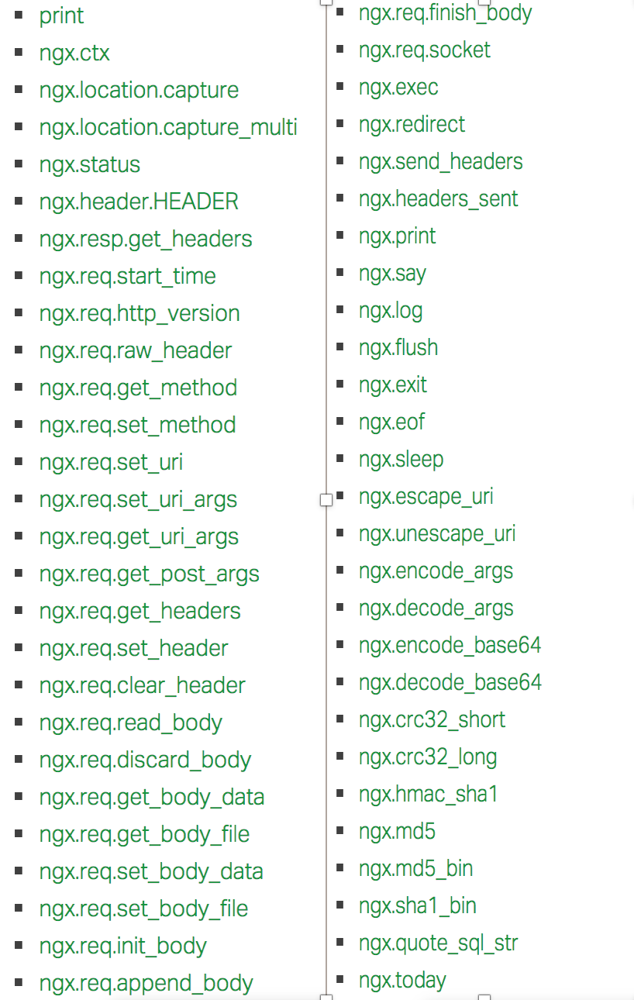 print
ngx.ctx
ngx.location.capture
ngx.location.capture_multi
ngx.status
ngx.header.HEADER
ngx.resp.get_headers
ngx.req.start_time
ngx.req.http_version
ngx.req.raw_header
ngx.req.get_method
ngx.req.set_method
ngx.req.set_uri
ngx.req.set_uri_args
ngx.req.get_uri_args
ngx.req.get_post_args
ngx.req.get_headers
ngx.req.set_header
ngx.req.clear_header
ngx.req.read_body
ngx.req.discard_body
ngx.req.get_body_data
ngx.req.get_body_file
ngx.req.set_body_data
ngx.req.set_body_file
ngx.req.init_body
ngx.req.append_body
ngx.req.finish_body
ngx.req.socket
ngx.exec
ngx.redirect
ngx.send_headers
ngx.headers_sent
ngx.print
ngx.say
ngx.log
ngx.flush
ngx.exit
ngx.eof
ngx.sleep
ngx.escape_uri
ngx.unescape_uri
ngx.encode_args
ngx.decode_args
ngx.encode_base64
ngx.decode_base64
ngx.crc32_short
ngx.crc32_long
ngx.hmac_sha1
ngx.md5
ngx.md5_bin
ngx.sha1_bin
ngx.quote_sql_str
ngx.today